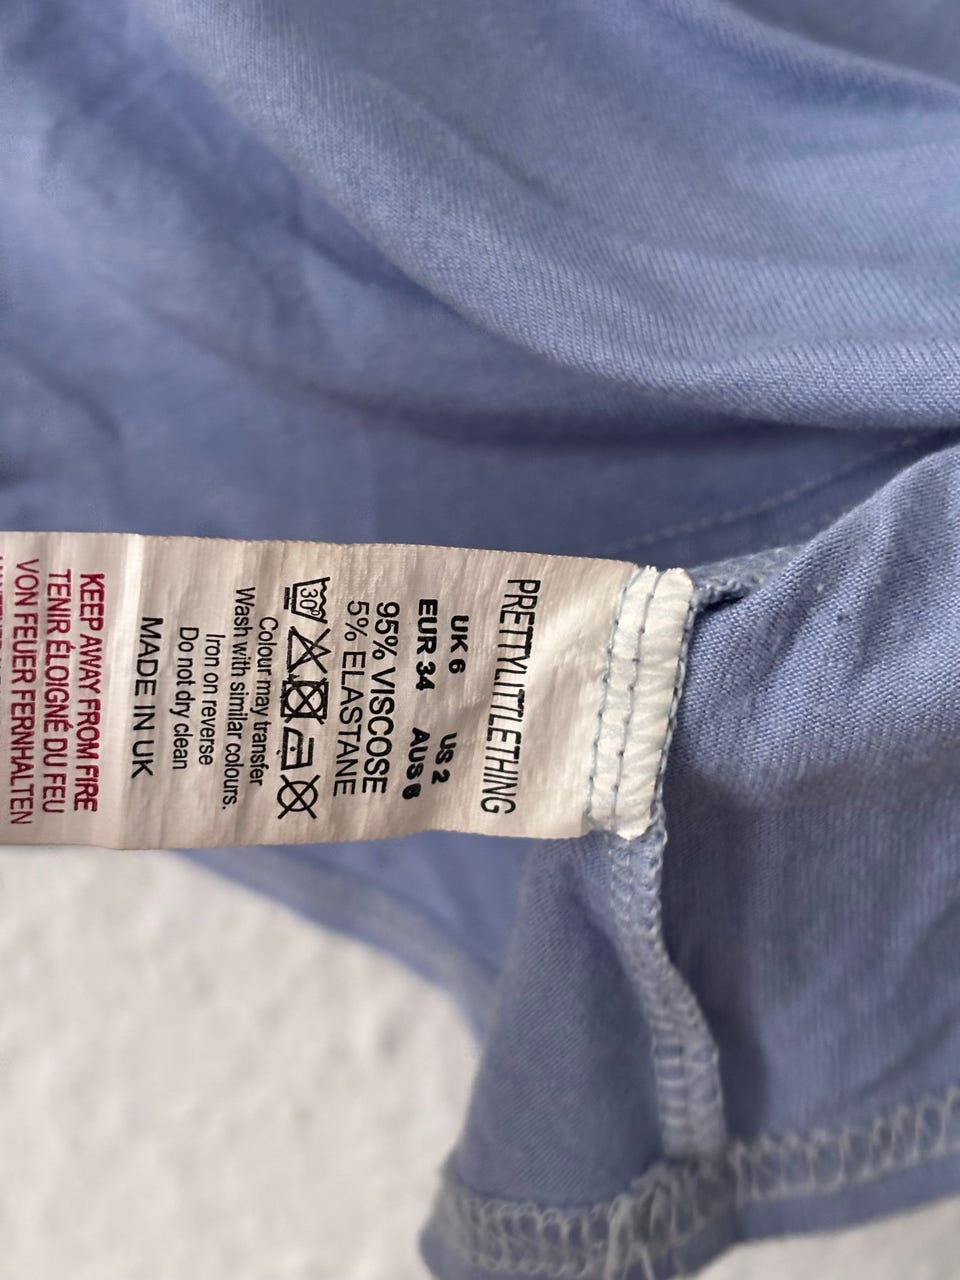 PRETTYLITTLETHING
UK 6 US 2
EUR 34 AUS 6
95% VISCOSE
5% ELASTANE
30°
Colour may transfer
Wash with similar colours.
Iron on reverse
Do not dry clean
MADE IN UK
KEEP AWAY FROM FIRE
TENIR ÉLOIGNÉ DU FEU
VON FEUER FERNHALTEN